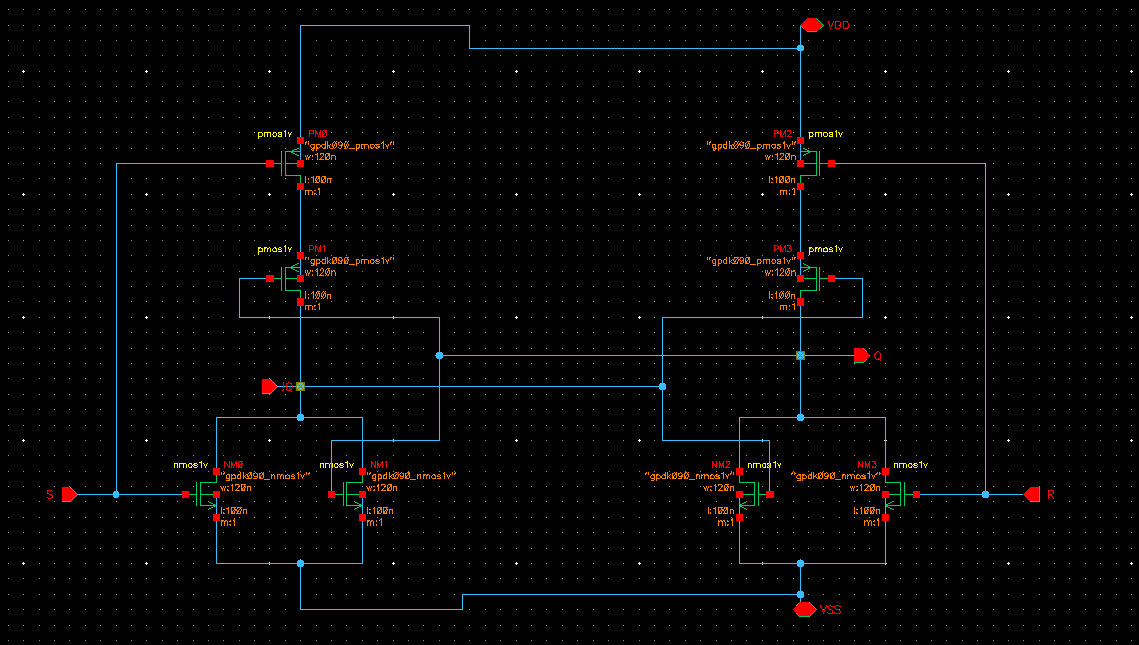 VDD
pmos1v PM0
"gpdk090_pmos1v"
w:120n
l:100n
m:1
PM2 pmos1v
"gpdk090_pmos1v"
w:120n
l:100n
m:1
pmos1v PM1
"gpdk090_pmos1v"
w:120n
l:100n
m:1
PM3 pmos1v
"gpdk090_pmos1v"
w:120n
l:100n
m:1
Q
nmos1v NM0
"gpdk090_nmos1v"
w:120n
l:100n
m:1
nmos1v NM1
"gpdk090_nmos1v"
w:120n
l:100n
m:1
NM2 nmos1v
"gpdk090_nmos1v"
w:120n
l:100n
m:1
NM3 nmos1v
"gpdk090_nmos1v"
w:120n
l:100n
m:1
S
R
VSS